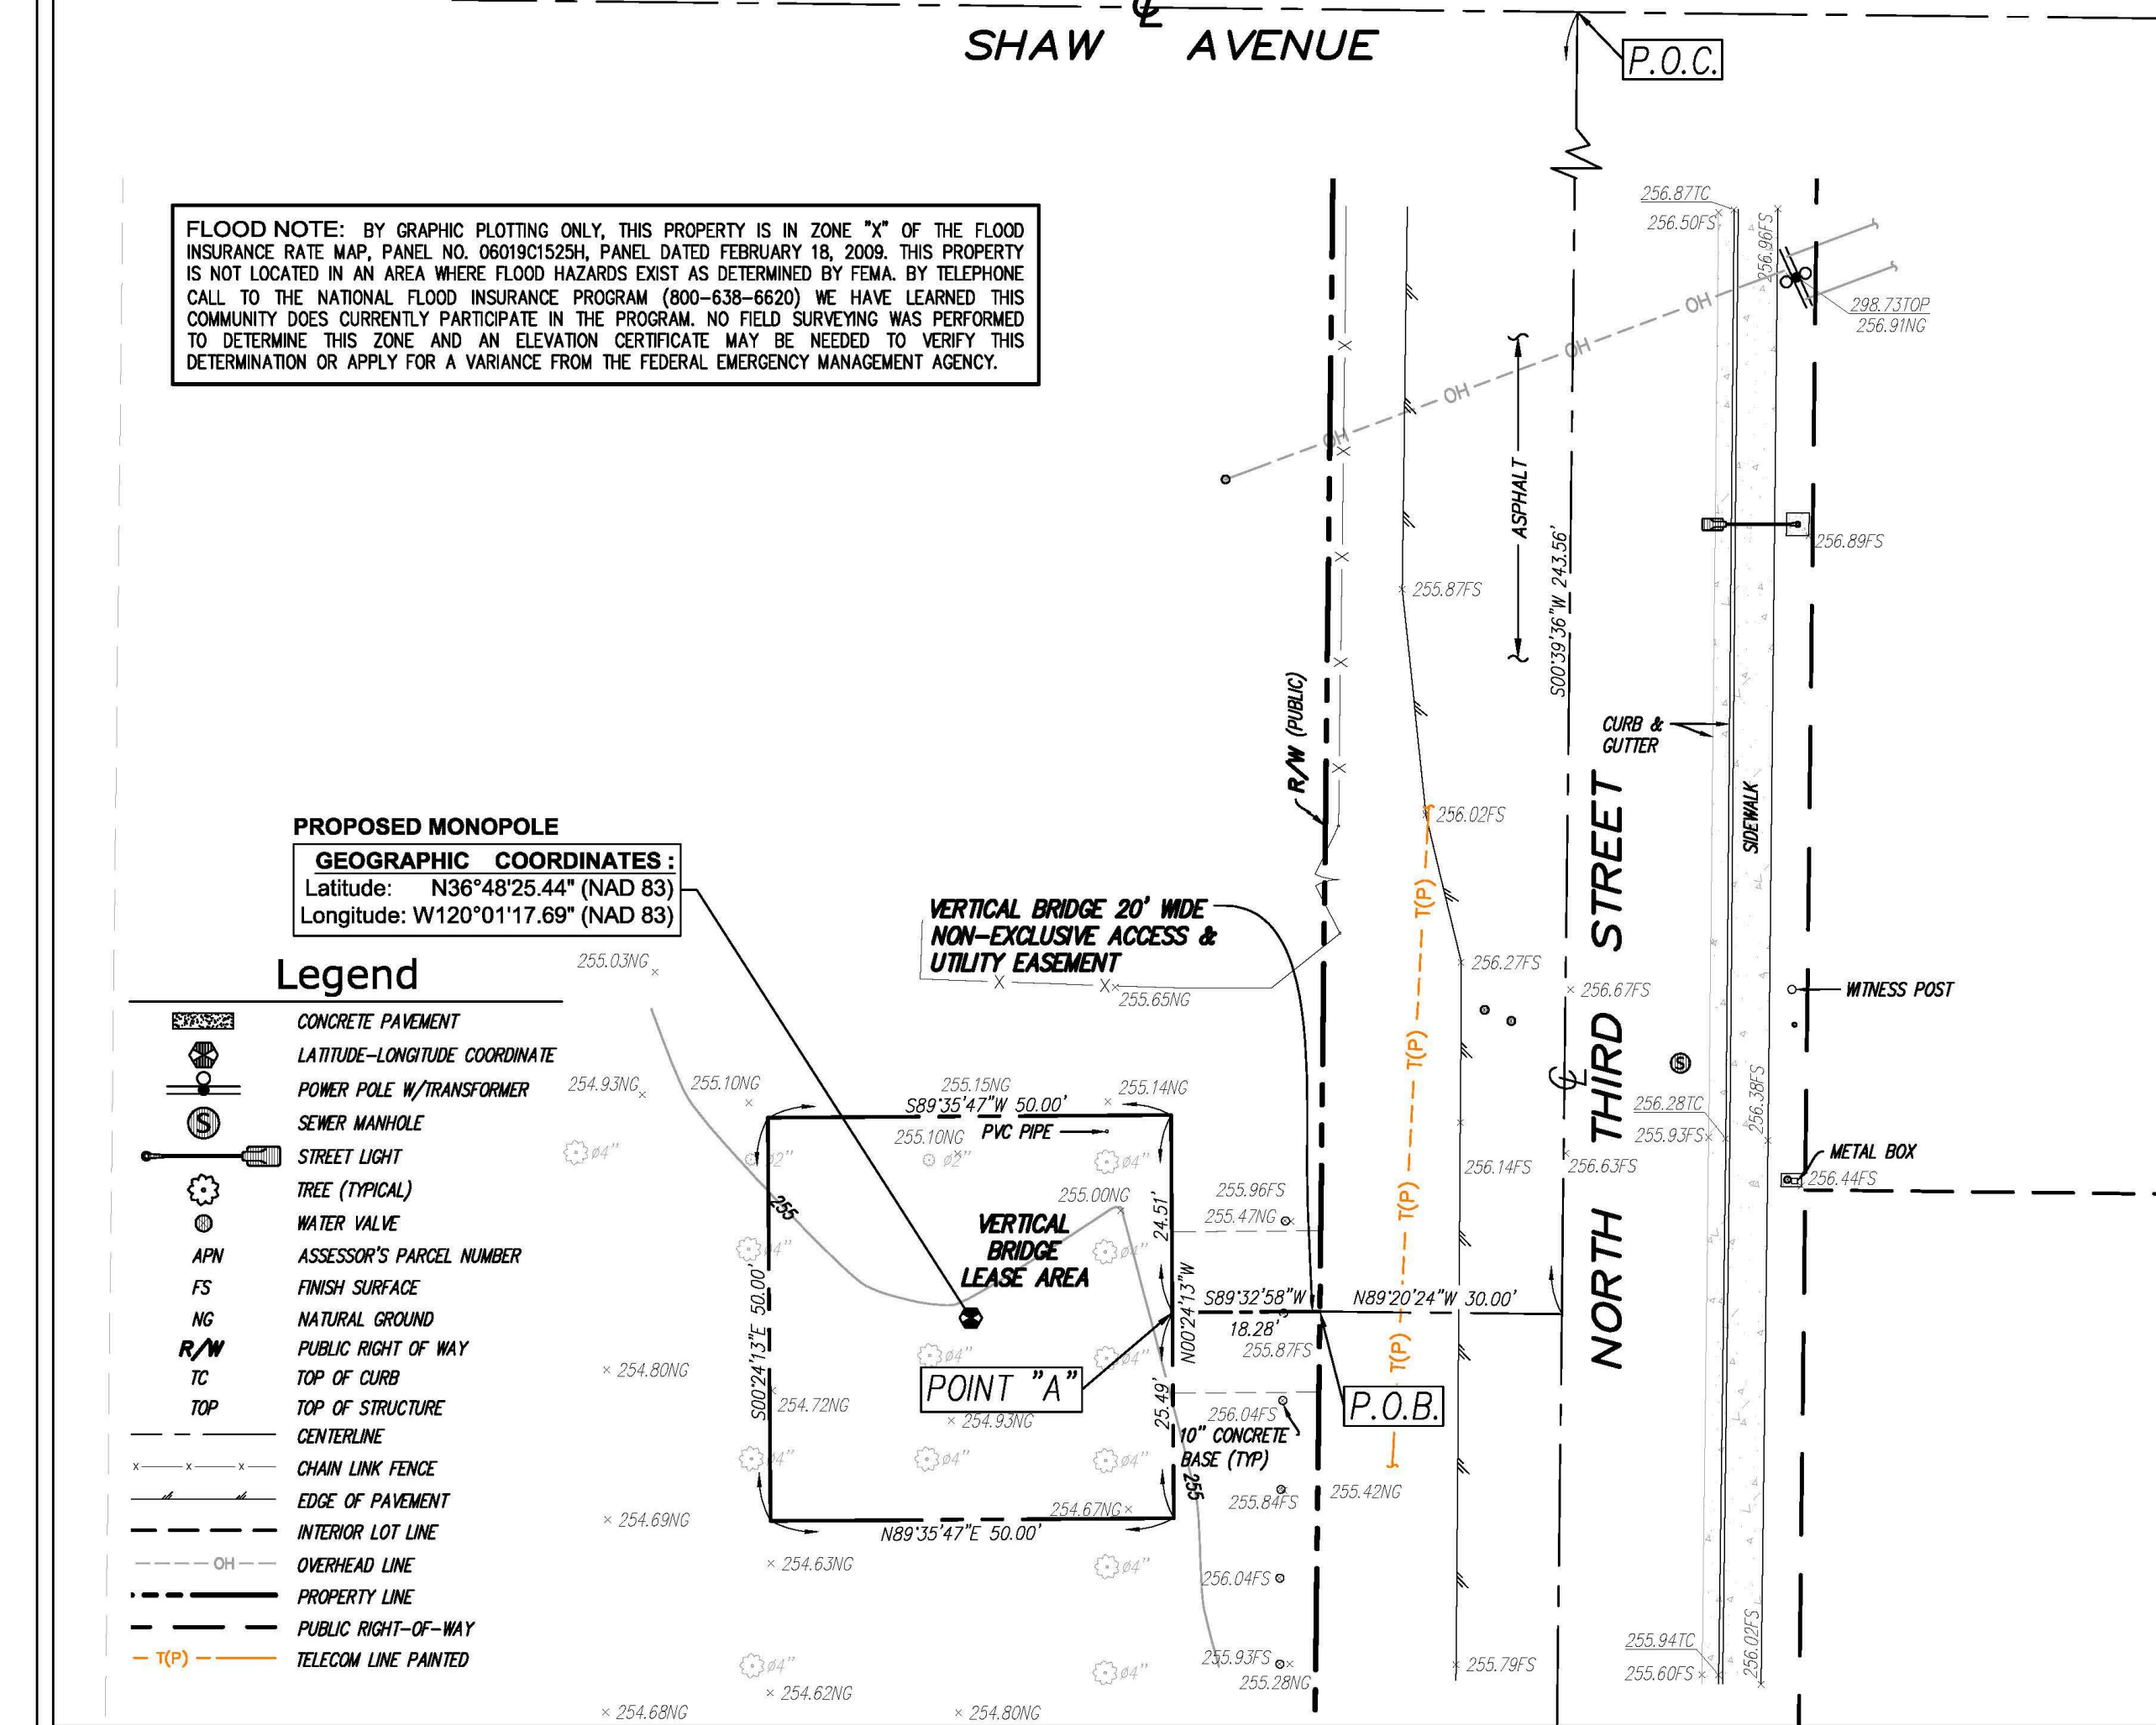 ℄
SHAW AVENUE
P.O.C.
FLOOD NOTE: BY GRAPHIC PLOTTING ONLY, THIS PROPERTY IS IN ZONE "X" OF THE FLOOD
INSURANCE RATE MAP, PANEL NO. 06019C1525H, PANEL DATED FEBRUARY 18, 2009. THIS PROPERTY
IS NOT LOCATED IN AN AREA WHERE FLOOD HAZARDS EXIST AS DETERMINED BY FEMA. BY TELEPHONE
CALL TO THE NATIONAL FLOOD INSURANCE PROGRAM (800-638-6620) WE HAVE LEARNED THIS
COMMUNITY DOES CURRENTLY PARTICIPATE IN THE PROGRAM. NO FIELD SURVEYING WAS PERFORMED
TO DETERMINE THIS ZONE AND AN ELEVATION CERTIFICATE MAY BE NEEDED TO VERIFY THIS
DETERMINATION OR APPLY FOR A VARIANCE FROM THE FEDERAL EMERGENCY MANAGEMENT AGENCY.
256.87TC
256.50FS
256.96FS
298.73TOP
256.91NG
OH
OH
OH
OH
ASPHALT
S00°39'36"W 243.56'
256.89FS
255.87FS
R/W (PUBLIC)
CURB &
GUTTER
SIDEWALK
256.02FS
NORTH THIRD STREET
PROPOSED MONOPOLE
GEOGRAPHIC COORDINATES :
Latitude: N36°48'25.44" (NAD 83)
Longitude: W120°01'17.69" (NAD 83)
VERTICAL BRIDGE 20' WIDE
NON-EXCLUSIVE ACCESS &
UTILITY EASEMENT
X X
255.65NG
T(P)
T(P)
T(P)
T(P)
256.27FS
256.67FS
WITNESS POST
℄
S
256.28TC
255.93FS
256.38FS
METAL BOX
256.44FS
256.14FS
256.63FS
Legend
CONCRETE PAVEMENT
LATITUDE-LONGITUDE COORDINATE
POWER POLE W/TRANSFORMER
S SEWER MANHOLE
STREET LIGHT
TREE (TYPICAL)
WATER VALVE
APN ASSESSOR'S PARCEL NUMBER
FS FINISH SURFACE
NG NATURAL GROUND
R/W PUBLIC RIGHT OF WAY
TC TOP OF CURB
TOP TOP OF STRUCTURE
CENTERLINE
x x x CHAIN LINK FENCE
EDGE OF PAVEMENT
INTERIOR LOT LINE
OH OVERHEAD LINE
PROPERTY LINE
PUBLIC RIGHT-OF-WAY
T(P) TELECOM LINE PAINTED
255.03NG
254.93NG
255.10NG
255.15NG
255.14NG
S89°35'47"W 50.00'
255.10NG PVC PIPE
ø4"
ø2"
ø2"
ø4"
255.00NG
255
VERTICAL
BRIDGE
LEASE AREA
ø4"
ø4"
24.51'
N00°24'13"W
25.49'
255.96FS
255.47NG
S89°32'58"W
18.28'
255.87FS
N89°20'24"W 30.00'
S00°24'13"E 50.00'
ø4"
ø4"
254.80NG
254.72NG
POINT "A"
254.93NG
P.O.B.
256.04FS
10" CONCRETE
BASE (TYP)
ø4"
ø4"
ø4"
255
254.67NG
255.84FS
255.42NG
N89°35'47"E 50.00'
254.69NG
254.63NG
ø4"
256.04FS
ø4"
ø4"
255.93FS
255.28NG
255.79FS
255.94TC
255.60FS
256.02FS
254.62NG
254.68NG
254.80NG